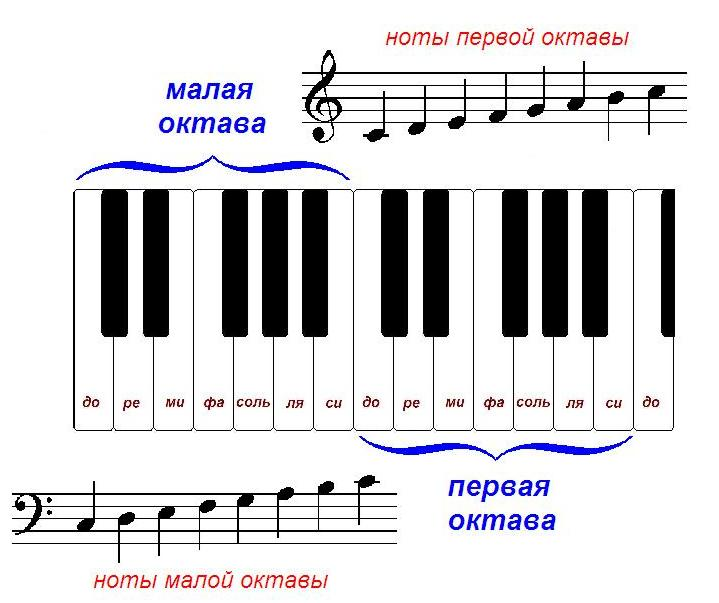 ноты первой октавы
малая
октава
до ре ми фа соль ля си до ре ми фа соль ля си до
первая
октава
ноты малой октавы